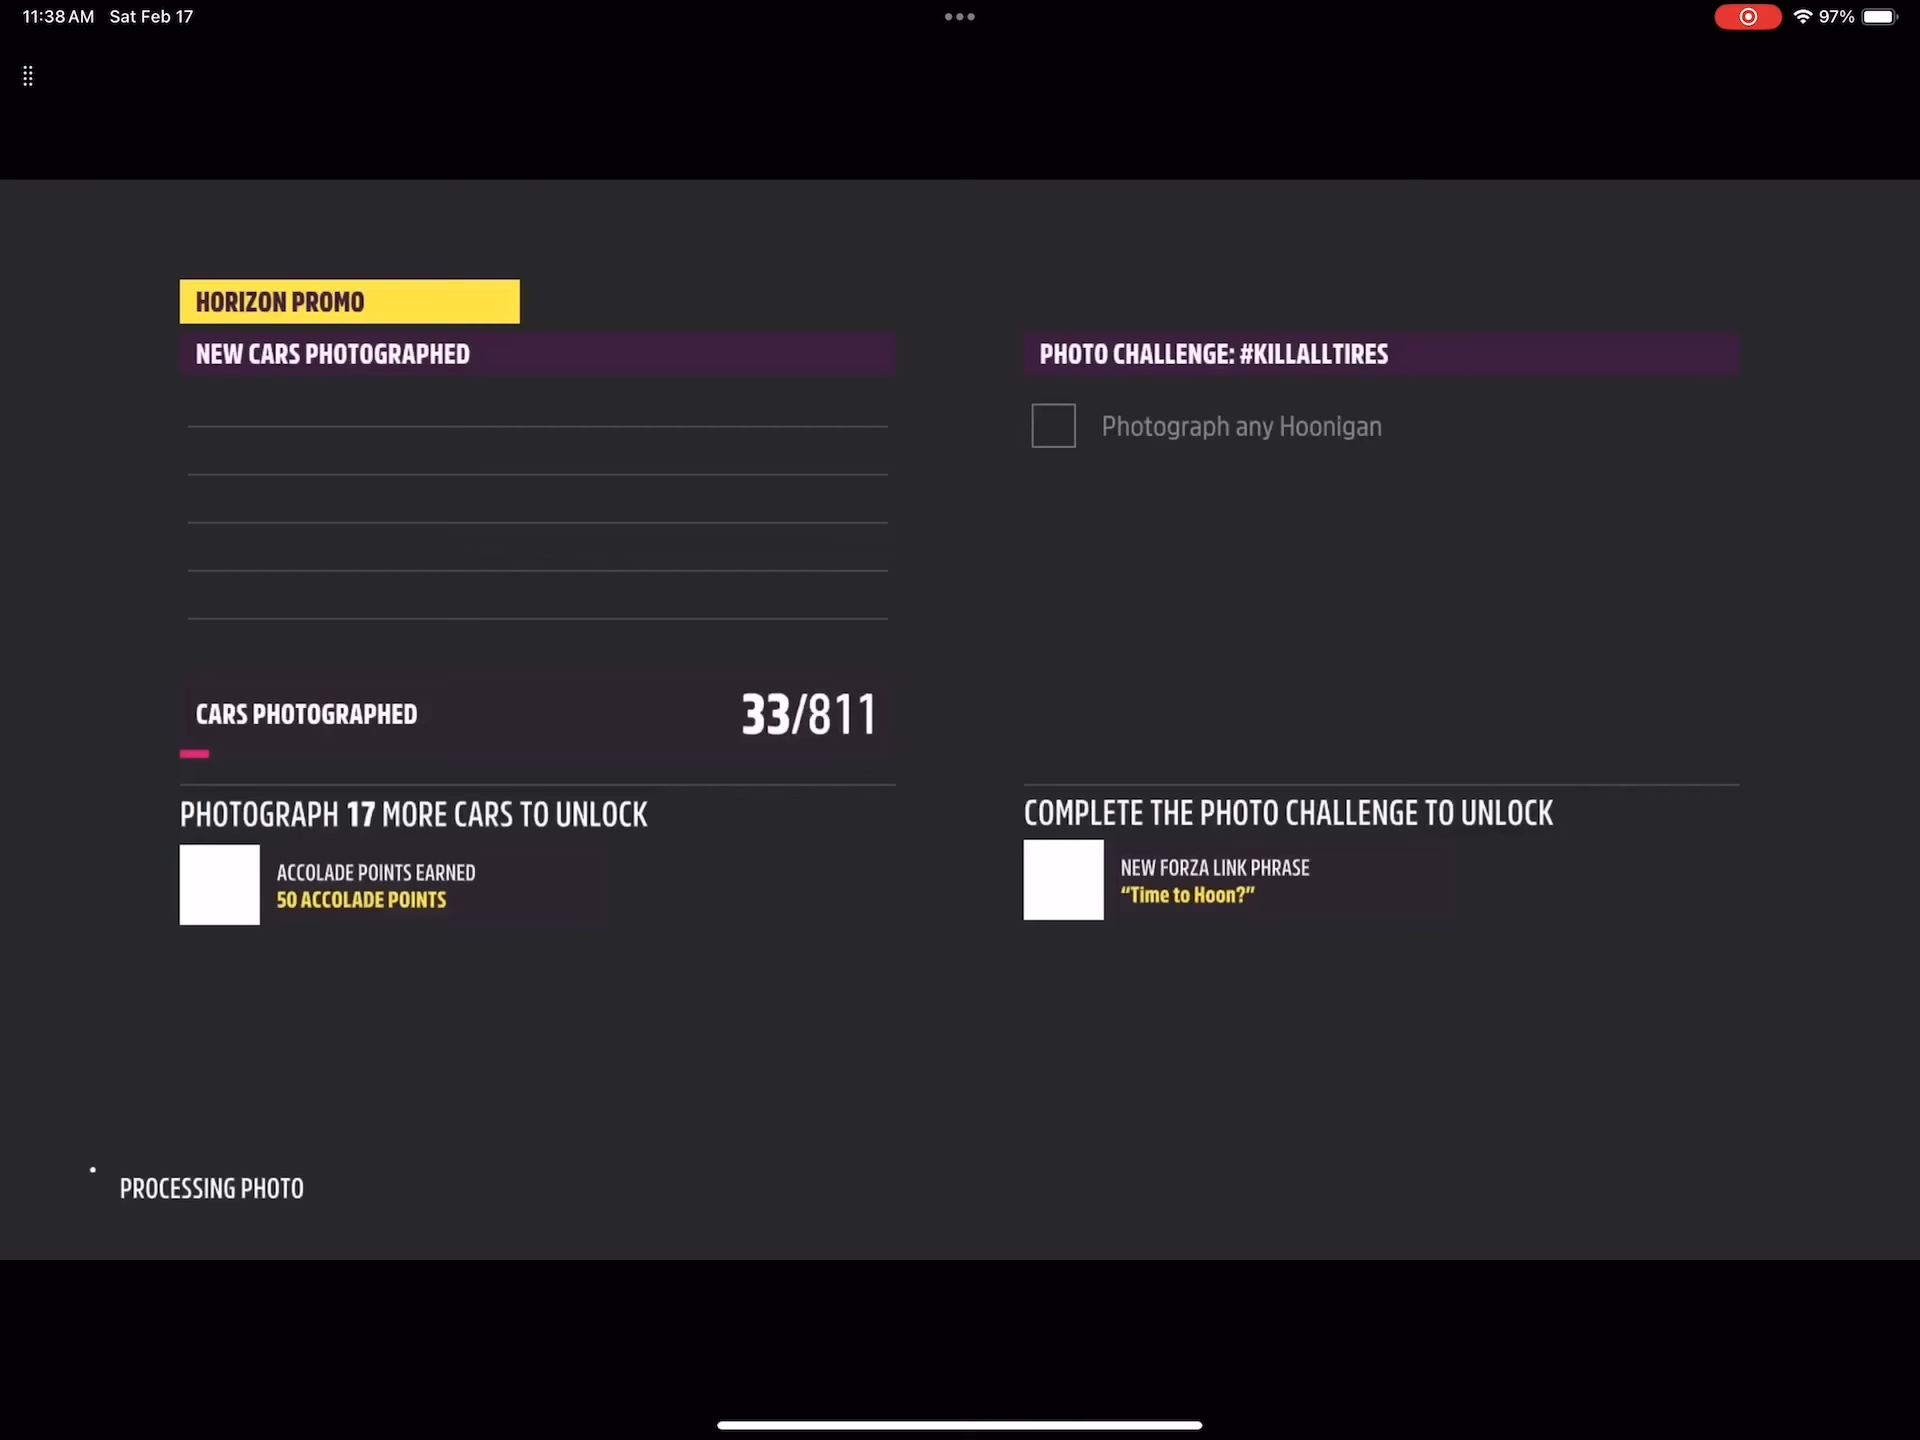 11:38 AM Sat Feb 17
97%
HORIZON PROMO
NEW CARS PHOTOGRAPHED
CARS PHOTOGRAPHED 33/811
PHOTOGRAPH 17 MORE CARS TO UNLOCK
ACCOLADE POINTS EARNED
50 ACCOLADE POINTS
PHOTO CHALLENGE: #KILLALLTIRES
Photograph any Hoonigan
COMPLETE THE PHOTO CHALLENGE TO UNLOCK
NEW FORZA LINK PHRASE
“Time to Hoon?”
PROCESSING PHOTO